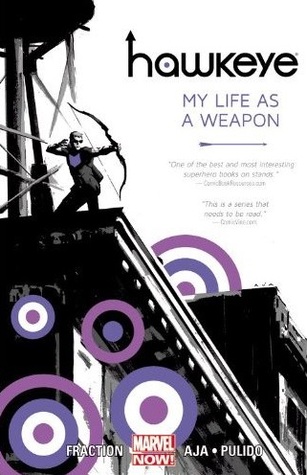 hawkeye
MY LIFE AS
A WEAPON
"One of the best and most interesting
superhero books on stands."
"This is a series that
needs to be read."
FRACTION MARVEL NOW! AJA • PULIDO